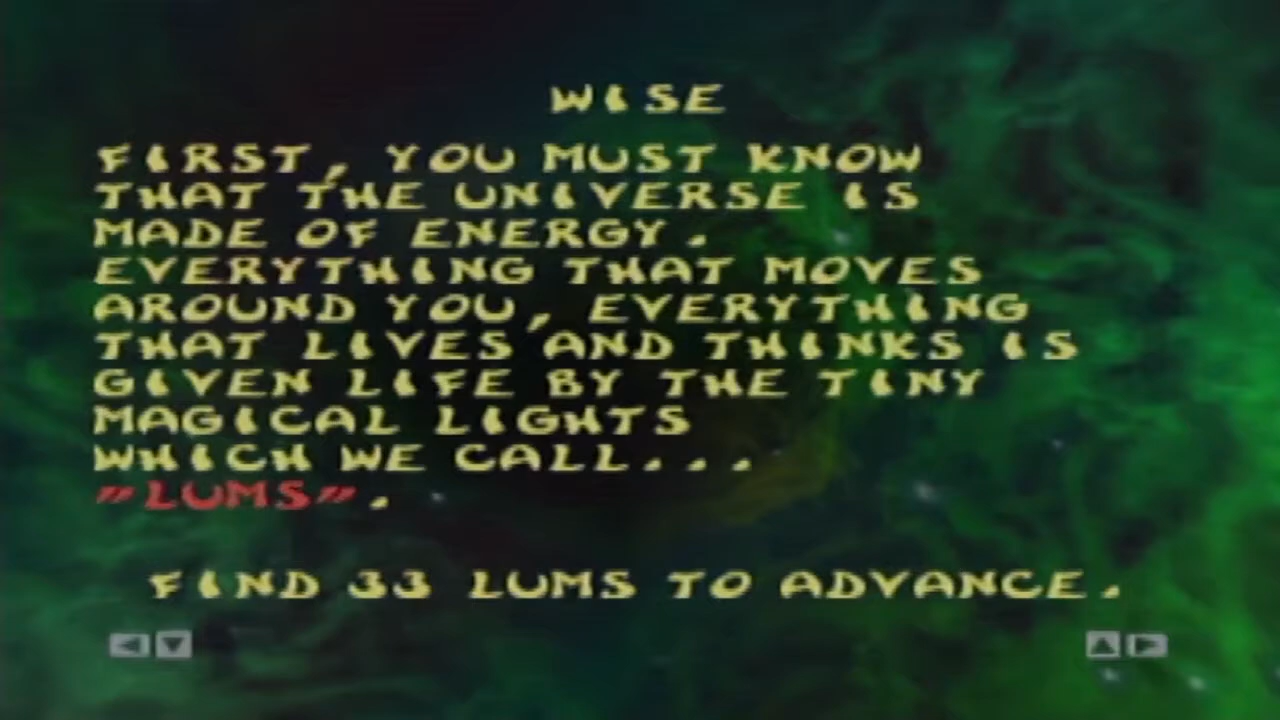 WISE
FIRST, YOU MUST KNOW
THAT THE UNIVERSE IS
MADE OF ENERGY.
EVERYTHING THAT MOVES
AROUND YOU, EVERYTHING
THAT LIVES AND THINKS IS
GIVEN LIFE BY THE TINY
MAGICAL LIGHTS
WHICH WE CALL...
"LUMS".
FIND 33 LUMS TO ADVANCE.